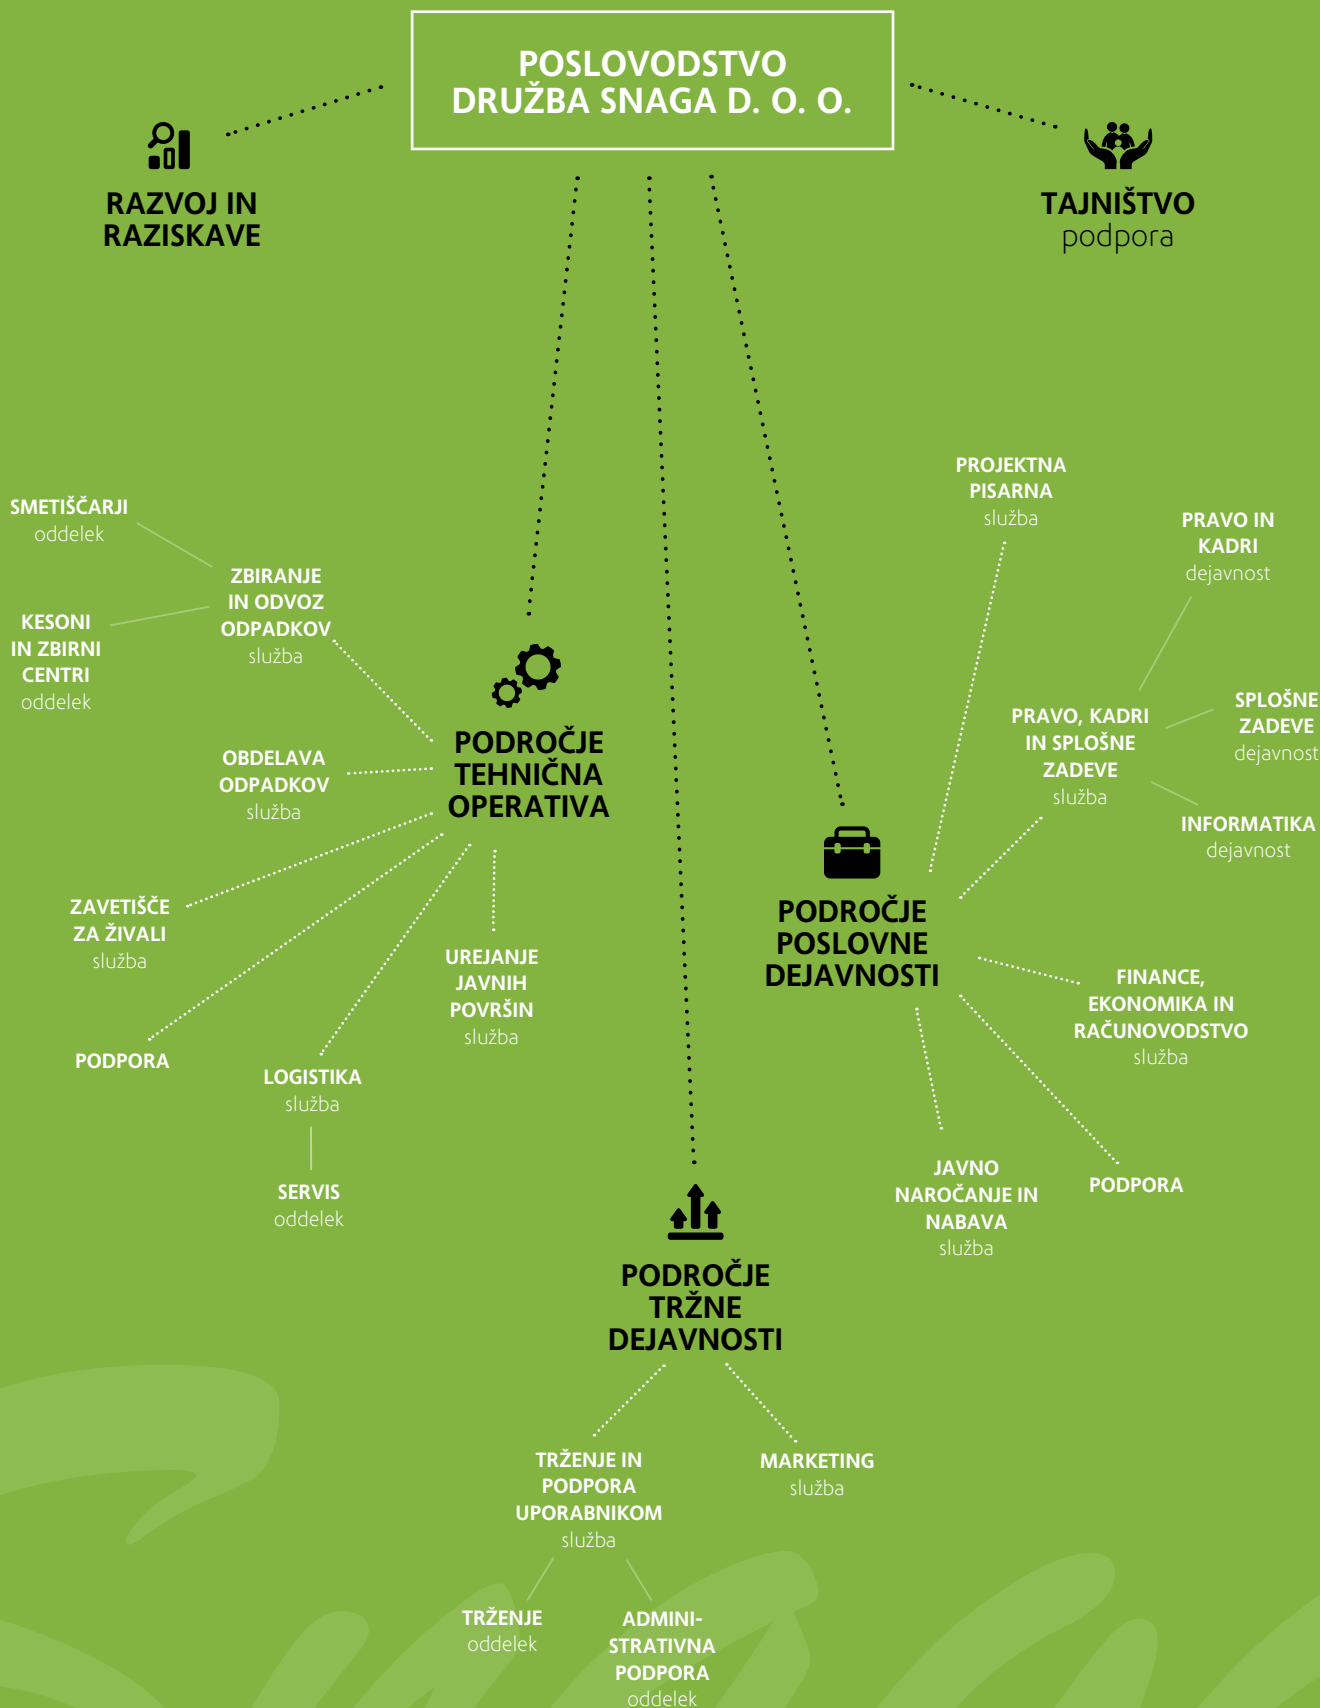 POSLOVODSTVO
DRUŽBA SNAGA D. O. O.
RAZVOJ IN
RAZISKAVE
TAJNIŠTVO
podpora
SMETIŠČARJI
oddelek
KESONI
IN ZBIRNI
CENTRI
oddelek
ZBIRANJE
IN ODVOZ
ODPADKOV
služba
OBDELAVA
ODPADKOV
služba
ZAVETIŠČE
ZA ŽIVALI
služba
PODPORA
LOGISTIKA
služba
SERVIS
oddelek
UREJANJE
JAVNIH
POVRŠIN
služba
PODROČJE
TEHNIČNA
OPERATIVA
PROJEKTNA
PISARNA
služba
PRAVO IN
KADRI
dejavnost
PRAVO, KADRI
IN SPLOŠNE
ZADEVE
služba
SPLOŠNE
ZADEVE
dejavnost
INFORMATIKA
dejavnost
PODROČJE
POSLOVNE
DEJAVNOSTI
FINANCE,
EKONOMIKA IN
RAČUNOVODSTVO
služba
JAVNO
NAROČANJE IN
NABAVA
služba
PODPORA
PODROČJE
TRŽNE
DEJAVNOSTI
TRŽENJE IN
PODPORA
UPORABNIKOM
služba
MARKETING
služba
TRŽENJE
oddelek
ADMINI-
STRATIVNA
PODPORA
oddelek